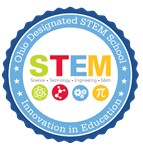 Ohio Designated STEM School
STEM
Science • Technology • Engineering • Math
π
Innovation in Education